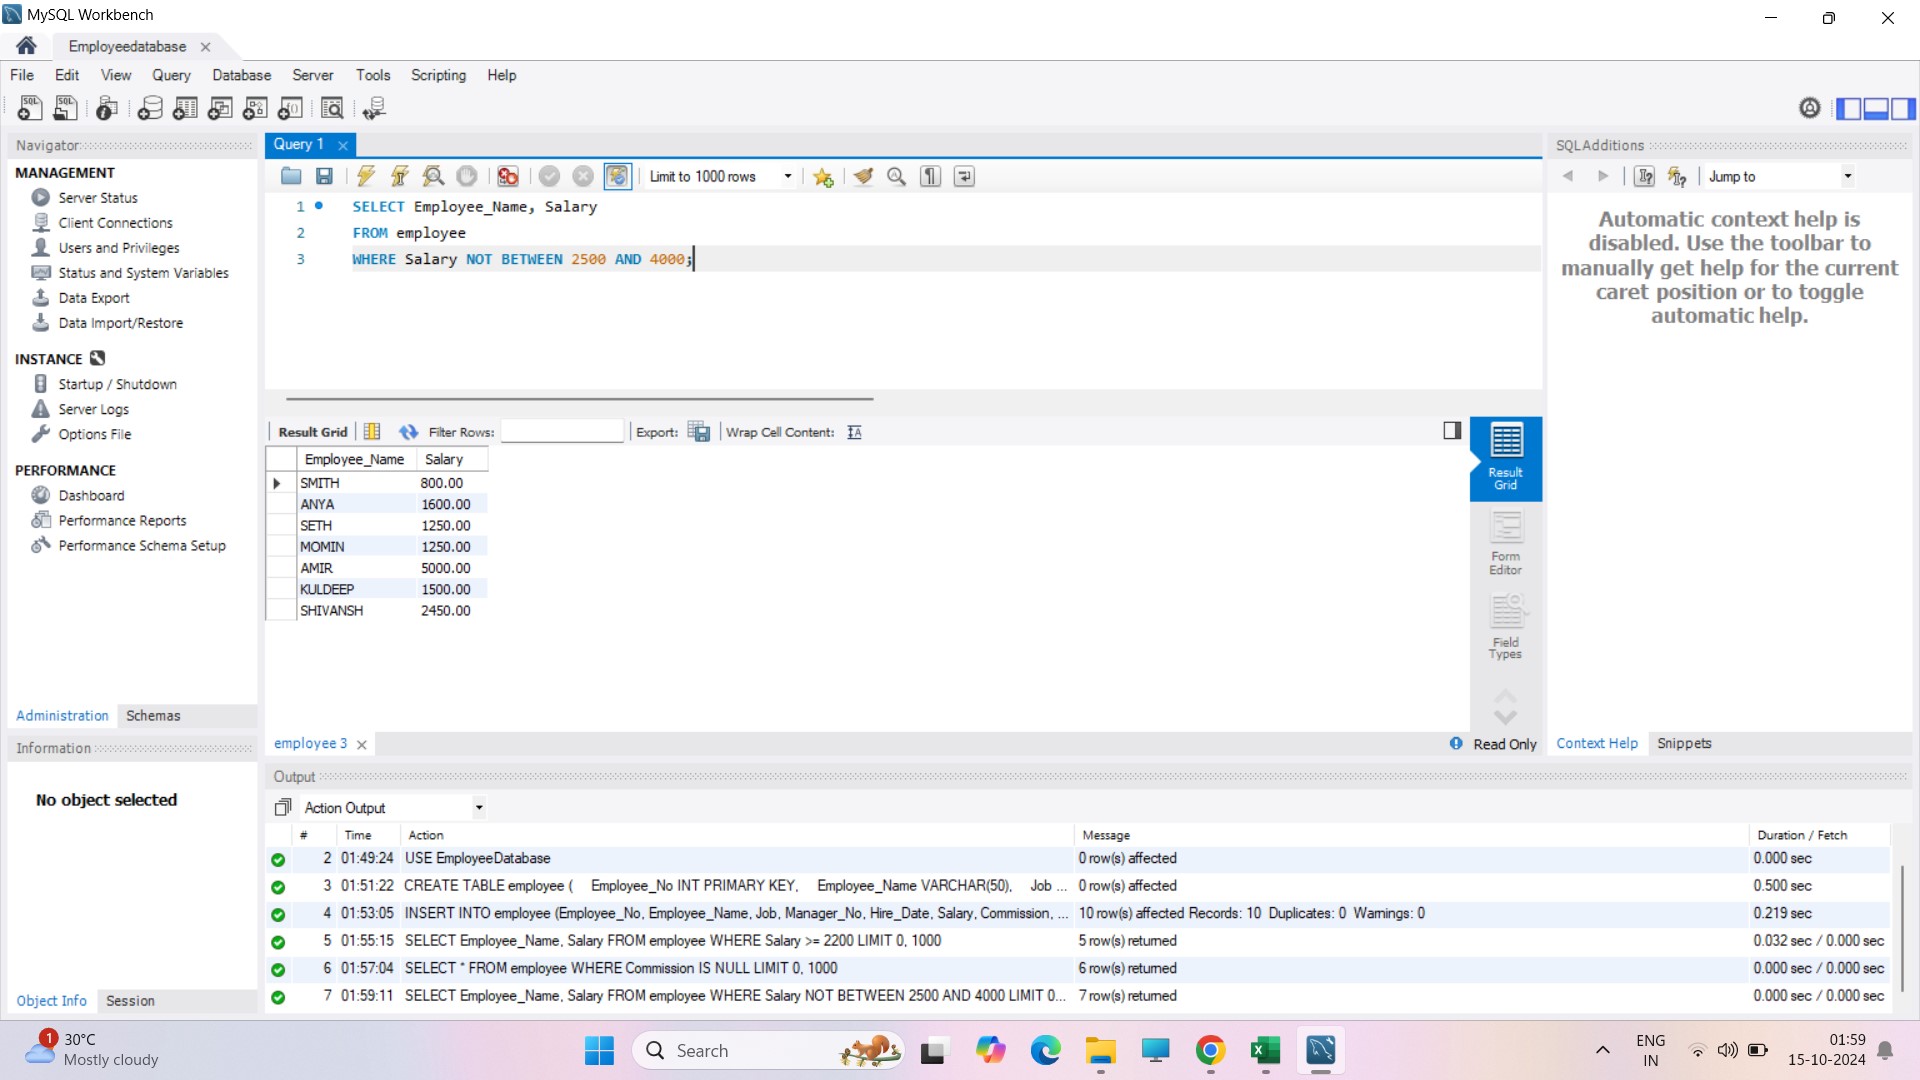 MySQL Workbench
Employeedatabase
File Edit View Query Database Server Tools Scripting Help
Navigator
MANAGEMENT
Server Status
Client Connections
Users and Privileges
Status and System Variables
Data Export
Data Import/Restore
INSTANCE
Startup / Shutdown
Server Logs
Options File
PERFORMANCE
Dashboard
Performance Reports
Performance Schema Setup
Administration Schemas
Information
No object selected
Object Info Session
Query 1
Limit to 1000 rows
1 SELECT Employee_Name, Salary
2 FROM employee
3 WHERE Salary NOT BETWEEN 2500 AND 4000;
Result Grid Filter Rows: Export: Wrap Cell Content:
Employee_Name Salary
SMITH 800.00
ANYA 1600.00
SETH 1250.00
MOMIN 1250.00
AMIR 5000.00
KULDEEP 1500.00
SHIVANSH 2450.00
Result
Grid
Form
Editor
Field
Types
employee 3
Read Only
SQLAdditions
Jump to
Automatic context help is
disabled. Use the toolbar to
manually get help for the current
caret position or to toggle
automatic help.
Context Help Snippets
Output
Action Output
# Time Action Message Duration / Fetch
2 01:49:24 USE EmployeeDatabase 0 row(s) affected 0.000 sec
3 01:51:22 CREATE TABLE employee ( Employee_No INT PRIMARY KEY, Employee_Name VARCHAR(50), Job ... 0 row(s) affected 0.500 sec
4 01:53:05 INSERT INTO employee (Employee_No, Employee_Name, Job, Manager_No, Hire_Date, Salary, Commission, ... 10 row(s) affected Records: 10 Duplicates: 0 Warnings: 0 0.219 sec
5 01:55:15 SELECT Employee_Name, Salary FROM employee WHERE Salary >= 2200 LIMIT 0, 1000 5 row(s) returned 0.032 sec / 0.000 sec
6 01:57:04 SELECT * FROM employee WHERE Commission IS NULL LIMIT 0, 1000 6 row(s) returned 0.000 sec / 0.000 sec
7 01:59:11 SELECT Employee_Name, Salary FROM employee WHERE Salary NOT BETWEEN 2500 AND 4000 LIMIT 0... 7 row(s) returned 0.000 sec / 0.000 sec
1
30°C
Mostly cloudy
Search
ENG
IN
01:59
15-10-2024